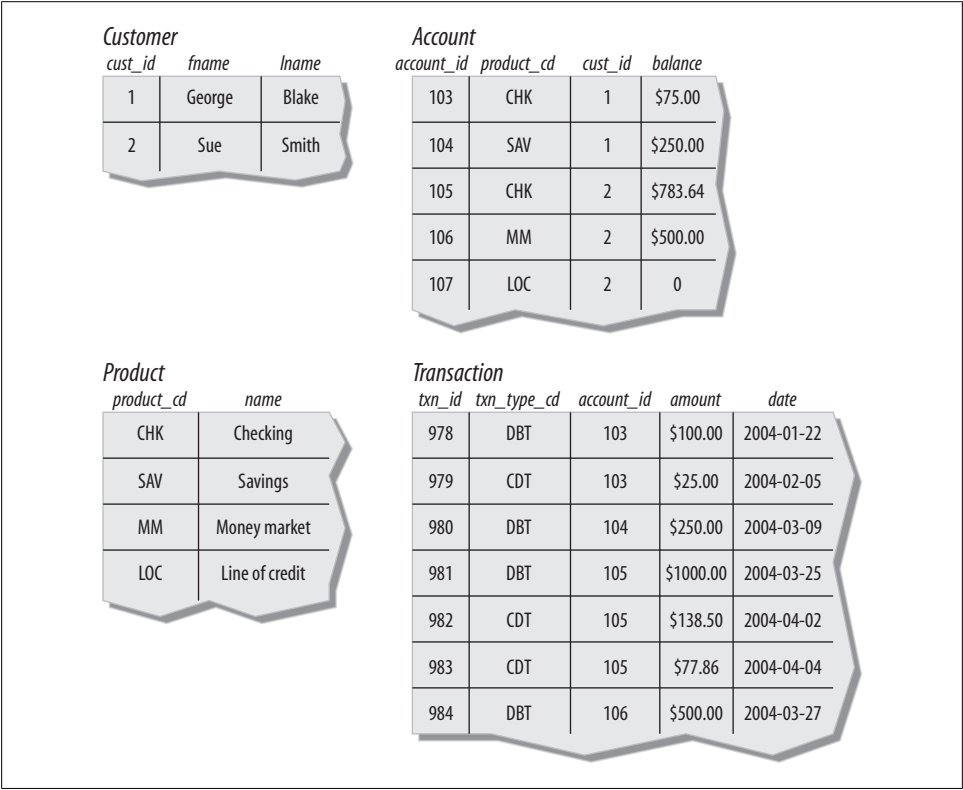 Customer
cust_id fname lname
1 George Blake
2 Sue Smith
Account
account_id product_cd cust_id balance
103 CHK 1 $75.00
104 SAV 1 $250.00
105 CHK 2 $783.64
106 MM 2 $500.00
107 LOC 2 0
Product
product_cd name
CHK Checking
SAV Savings
MM Money market
LOC Line of credit
Transaction
txn_id txn_type_cd account_id amount date
978 DBT 103 $100.00 2004-01-22
979 CDT 103 $25.00 2004-02-05
980 DBT 104 $250.00 2004-03-09
981 DBT 105 $1000.00 2004-03-25
982 CDT 105 $138.50 2004-04-02
983 CDT 105 $77.86 2004-04-04
984 DBT 106 $500.00 2004-03-27